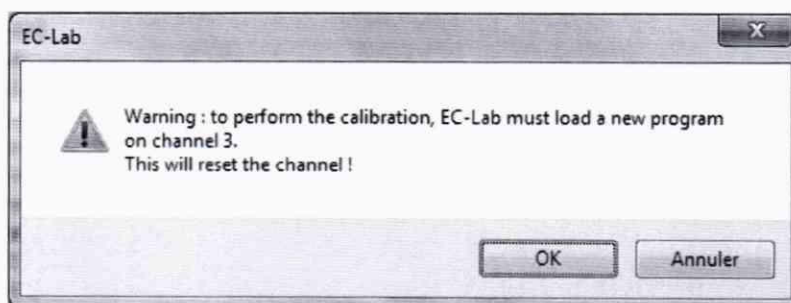 EC-Lab
Warning : to perform the calibration, EC-Lab must load a new program
on channel 3.
This will reset the channel !
OK
Annuler